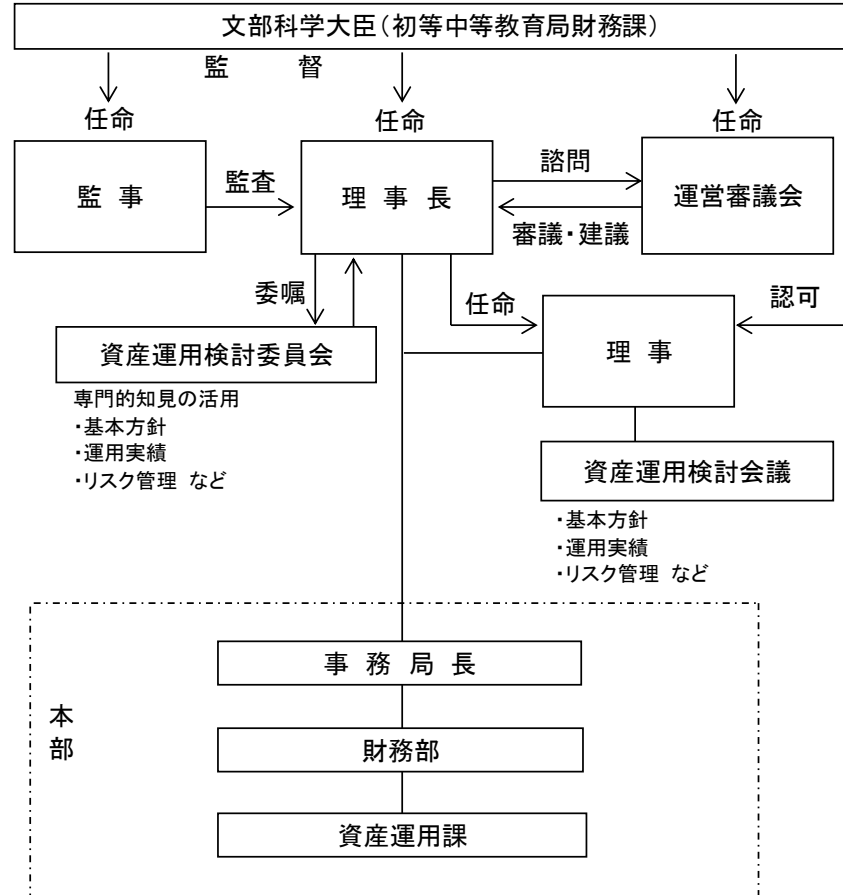 文部科学大臣（初等中等教育局財務課）
監　督
任命
任命
任命
監 事
監査
理 事 長
諮問
審議・建議
運営審議会
委嘱
任命
認可
資産運用検討委員会
専門的知見の活用
・基本方針
・運用実績
・リスク管理 など
理 事
資産運用検討会議
・基本方針
・運用実績
・リスク管理 など
本部
事 務 局 長
財務部
資産運用課